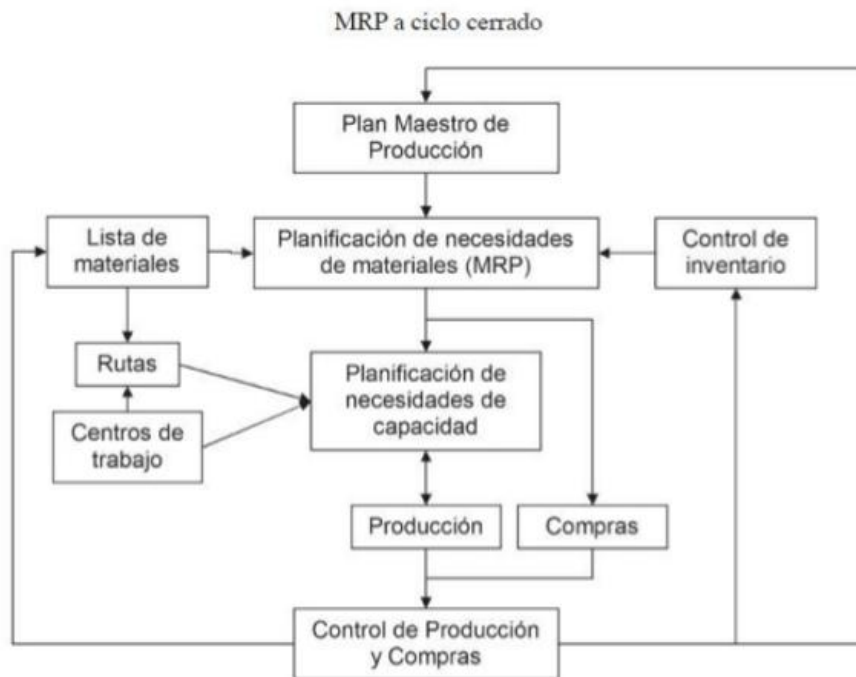 MRP a ciclo cerrado
Plan Maestro de
Producción
Lista de
materiales
Planificación de necesidades
de materiales (MRP)
Control de
inventario
Rutas
Planificación de
necesidades de
capacidad
Centros de
trabajo
Producción
Compras
Control de Producción
y Compras